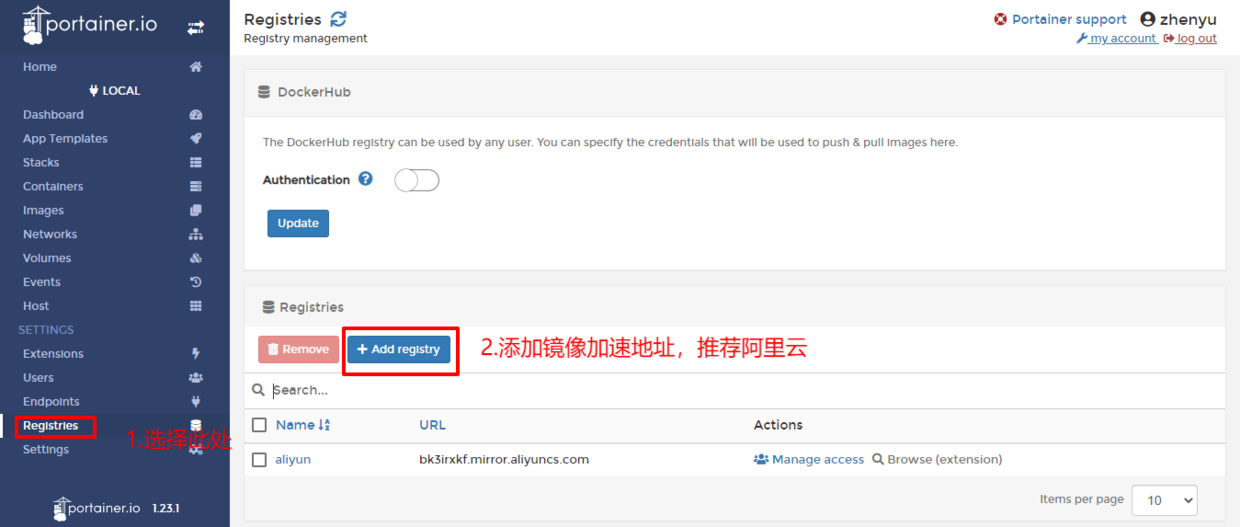 portainer.io
Home
LOCAL
Dashboard
App Templates
Stacks
Containers
Images
Networks
Volumes
Events
Host
SETTINGS
Extensions
Users
Endpoints
Registries
1.选择此处
Settings
portainer.io 1.23.1
Registries
Registry management
Portainer support zhenyu
my account log out
DockerHub
The DockerHub registry can be used by any user. You can specify the credentials that will be used to push & pull images here.
Authentication
Update
Registries
Remove Add registry 2.添加镜像加速地址，推荐阿里云
Search...
Name URL Actions
aliyun bk3irxkf.mirror.aliyuncs.com Manage access Browse (extension)
Items per page 10